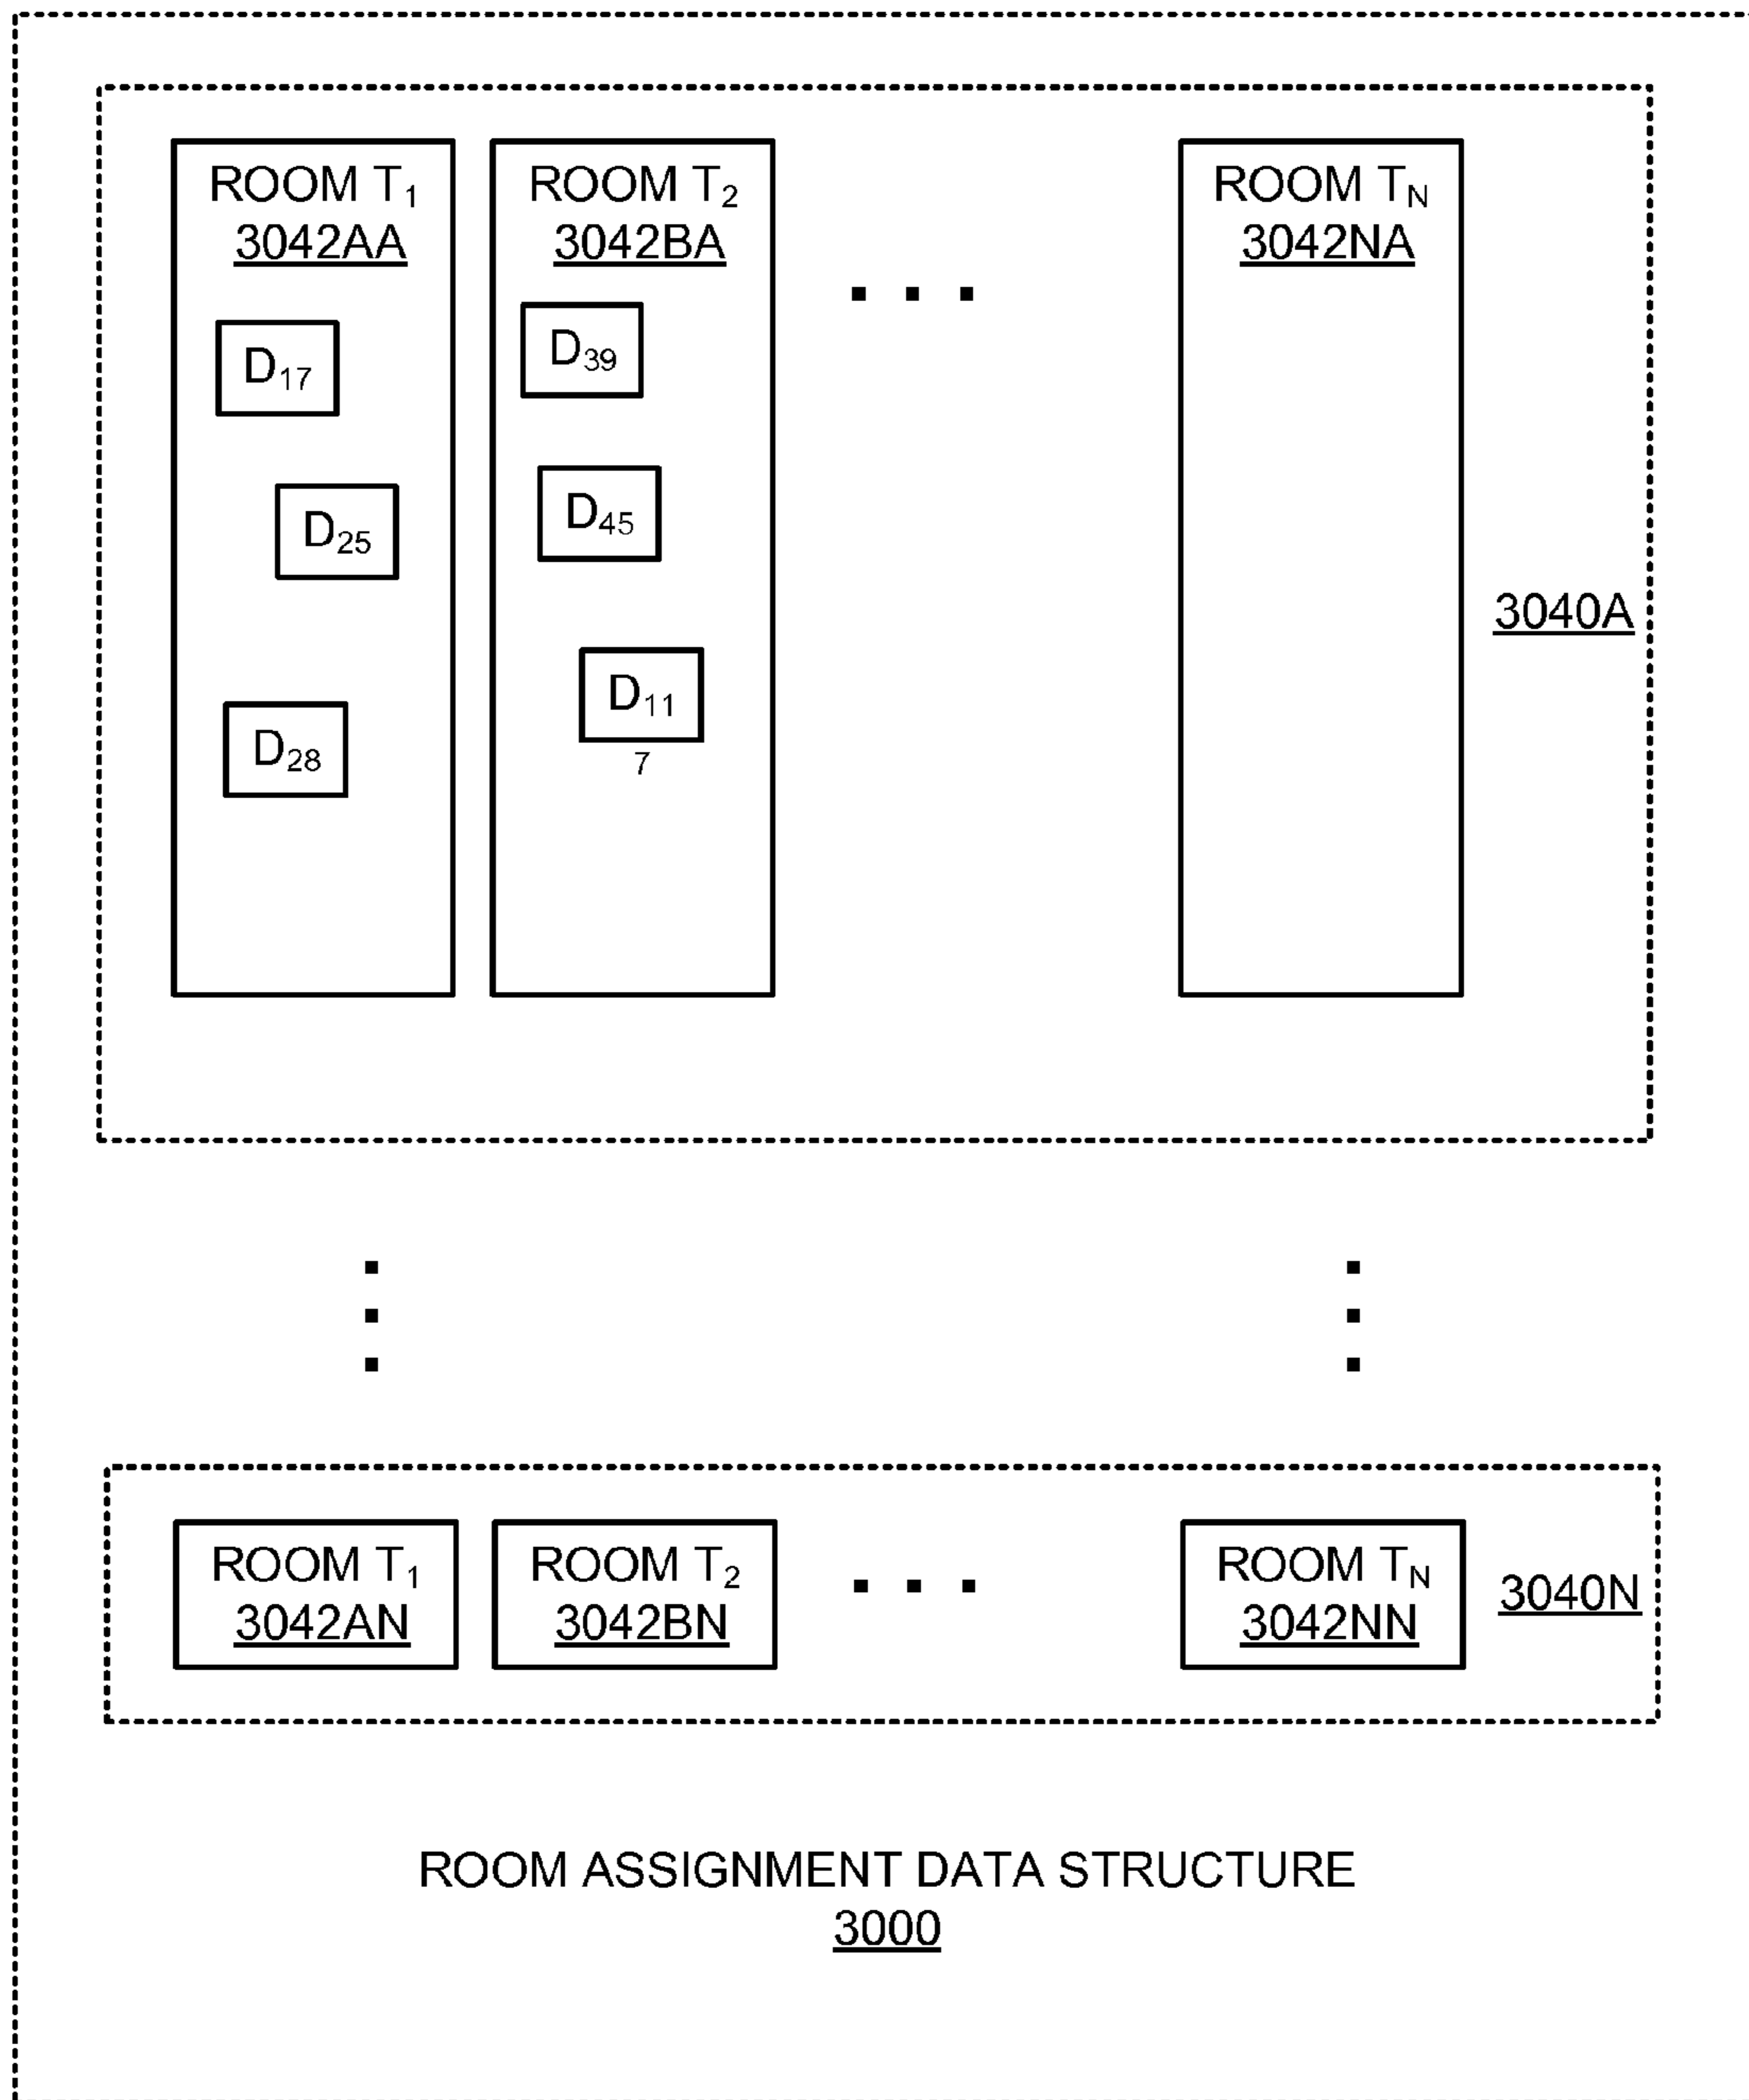 ROOM T₁
3042AA
ROOM T₂
3042BA
ROOM Tₙ
3042NA
. . .
D₁₇
D₂₅
D₂₈
D₃₉
D₄₅
D₁₁
₇
3040A
ROOM T₁
3042AN
ROOM T₂
3042BN
. . .
ROOM Tₙ
3042NN
3040N
ROOM ASSIGNMENT DATA STRUCTURE
3000